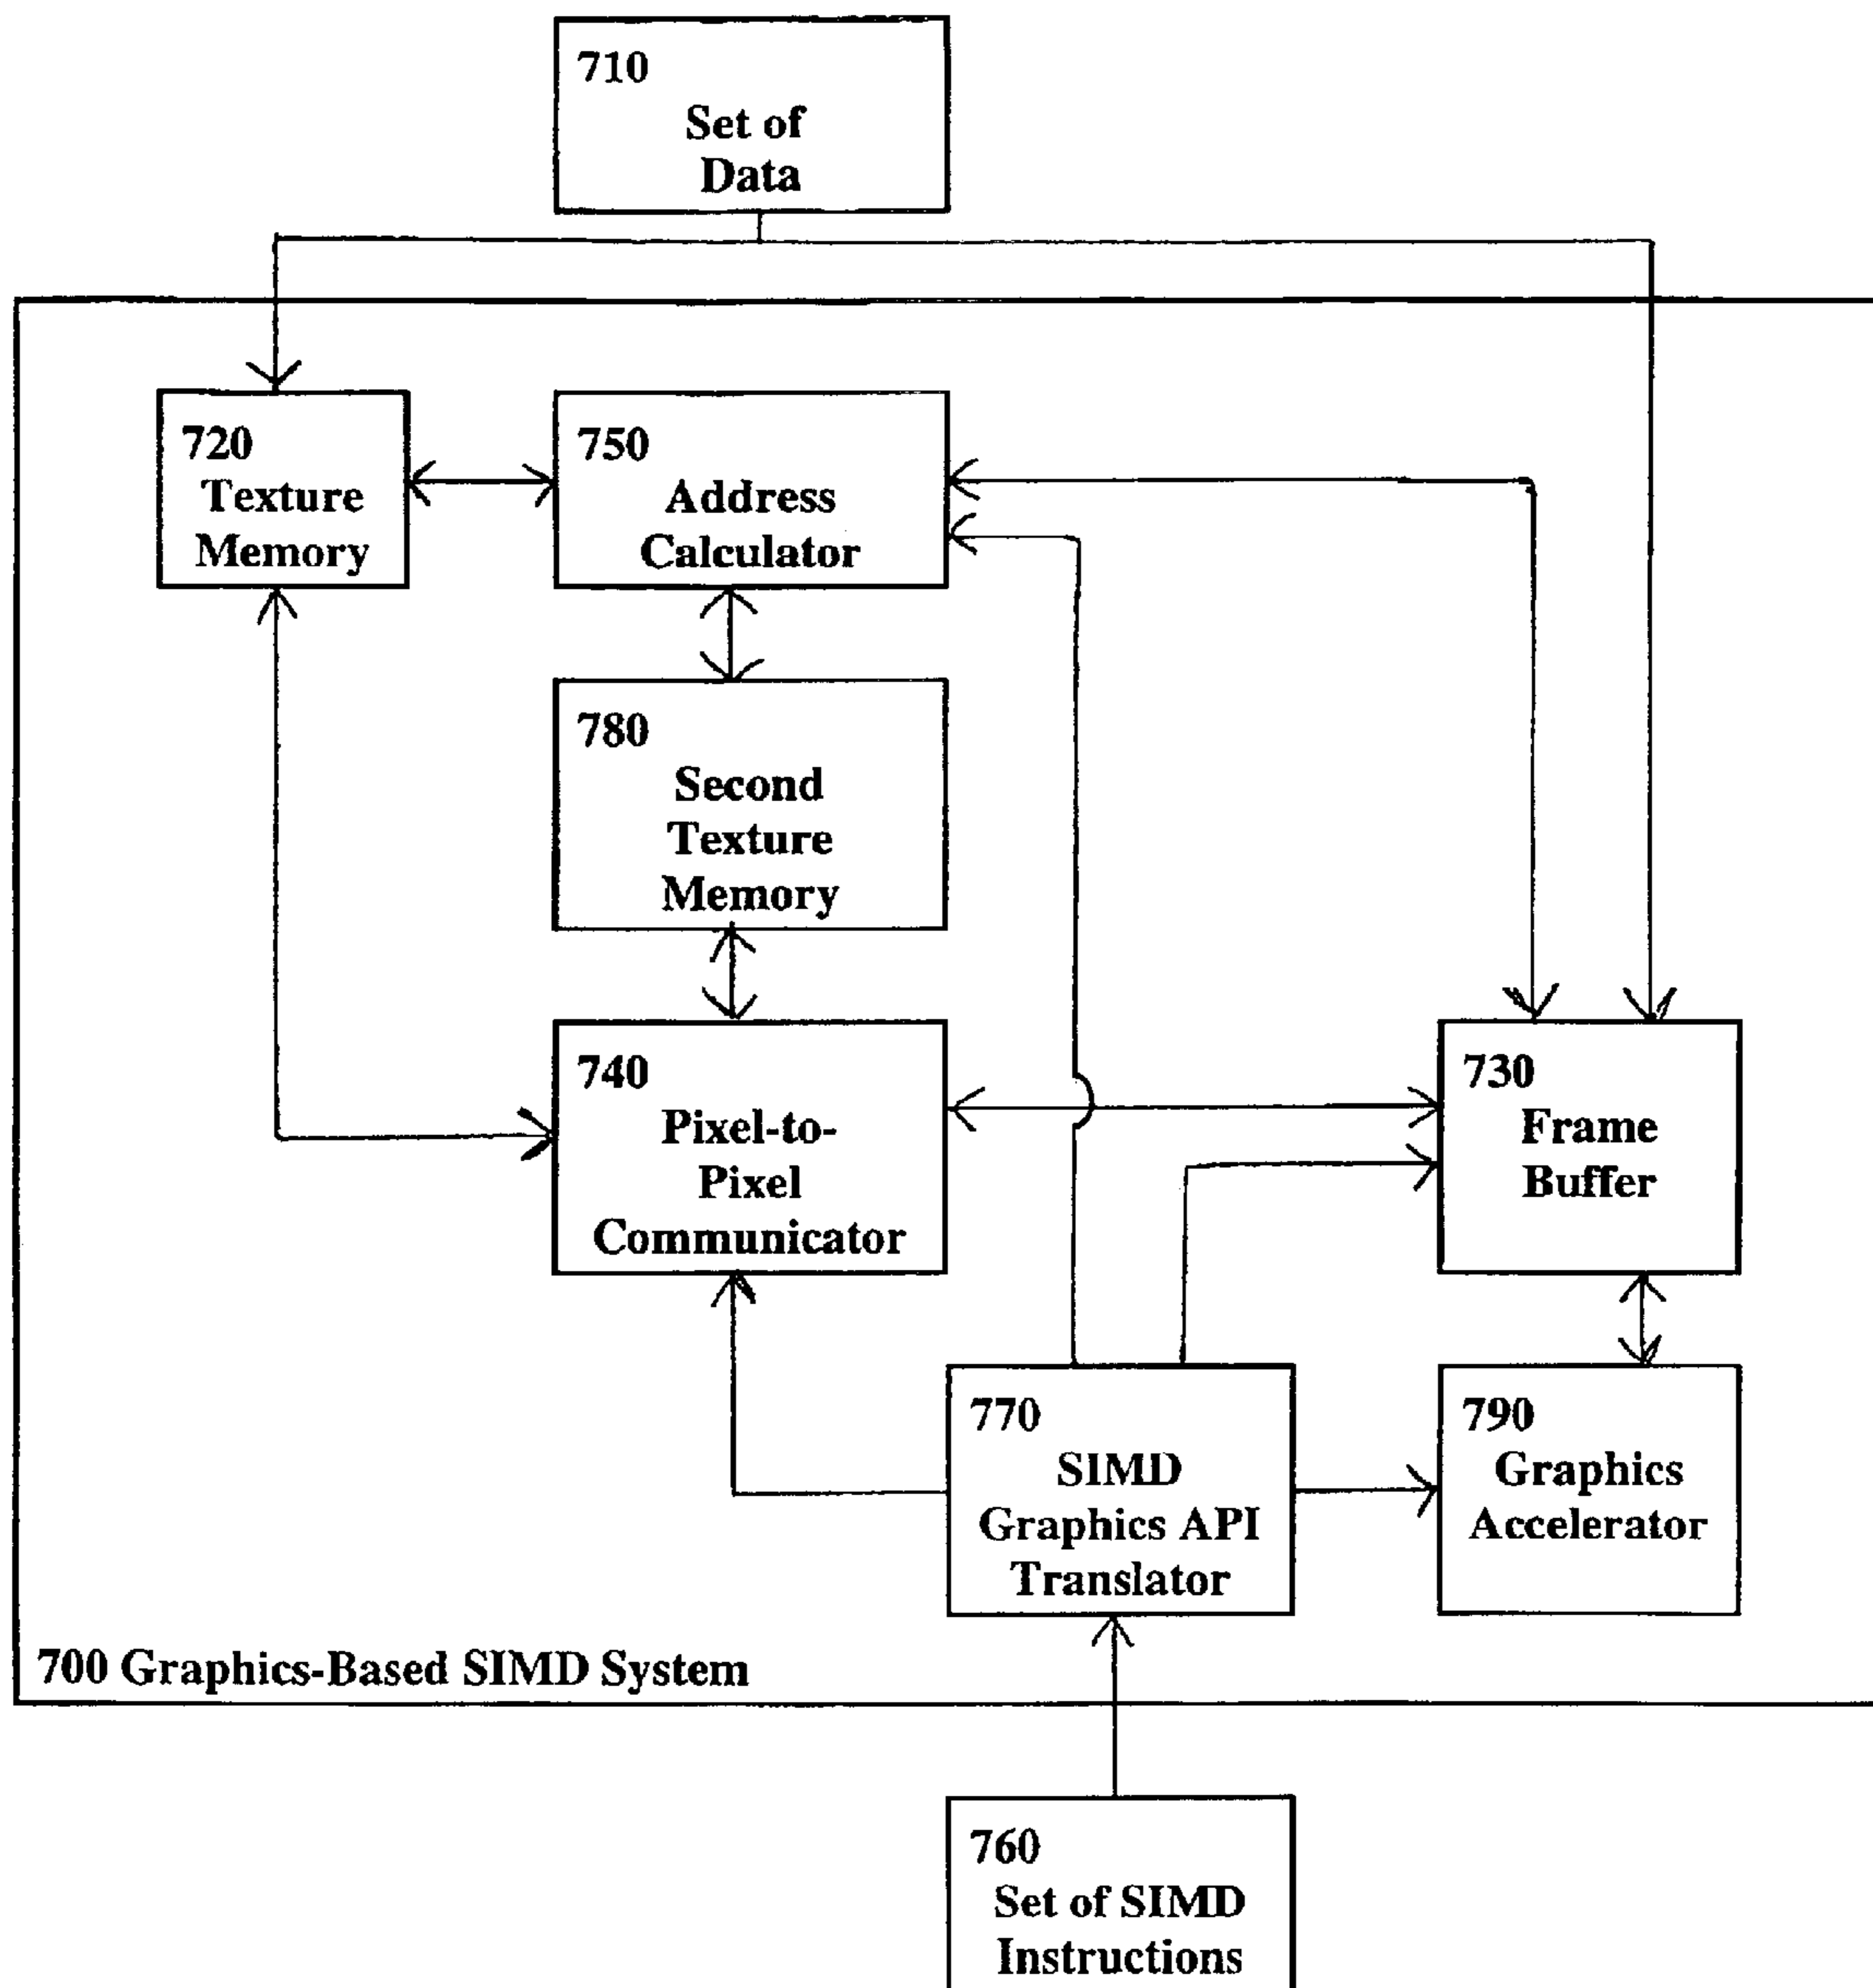 710
Set of
Data
720
Texture
Memory
750
Address
Calculator
780
Second
Texture
Memory
740
Pixel-to-
Pixel
Communicator
730
Frame
Buffer
770
SIMD
Graphics API
Translator
790
Graphics
Accelerator
700 Graphics-Based SIMD System
760
Set of SIMD
Instructions